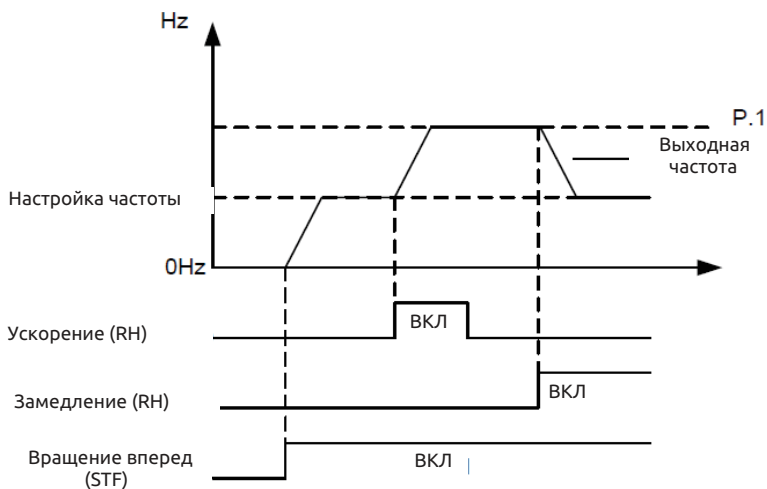 Hz
P.1
Выходная
частота
Настройка частоты
0Hz
Ускорение (RH)
ВКЛ
Замедление (RH)
ВКЛ
Вращение вперед
(STF)
ВКЛ